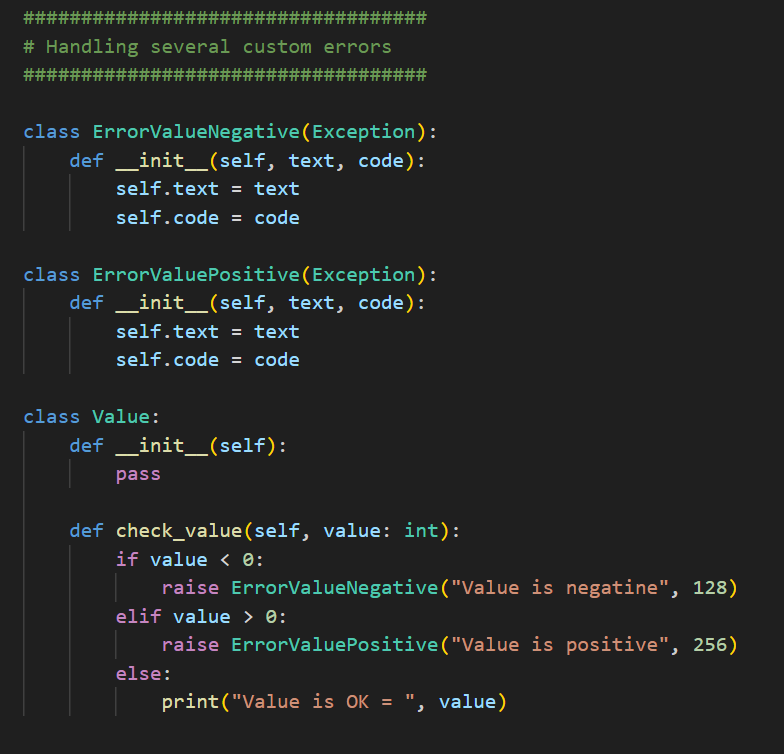 ###################################
# Handling several custom errors
###################################
class ErrorValueNegative(Exception):
    def __init__(self, text, code):
        self.text = text
        self.code = code
class ErrorValuePositive(Exception):
    def __init__(self, text, code):
        self.text = text
        self.code = code
class Value:
    def __init__(self):
        pass
    def check_value(self, value: int):
        if value < 0:
            raise ErrorValueNegative("Value is negatine", 128)
        elif value > 0:
            raise ErrorValuePositive("Value is positive", 256)
        else:
            print("Value is OK = ", value)